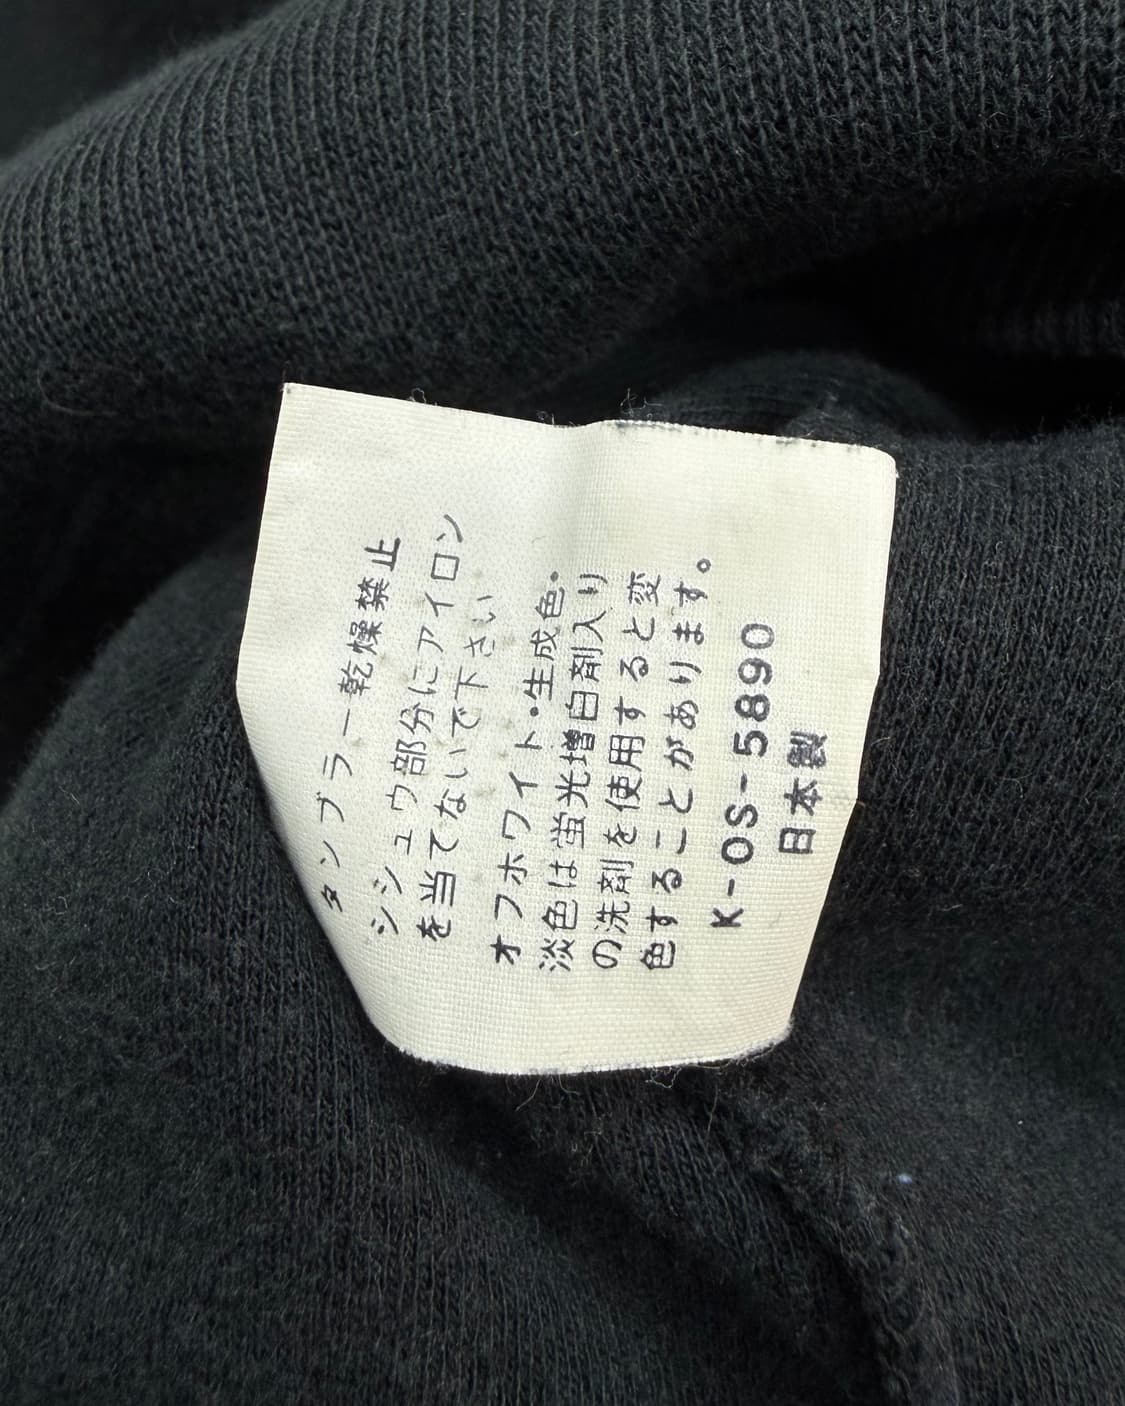 タンブラー乾燥禁止
シシュウ部分にアイロン
を当てないで下さい
オフホワイト・生成色・
淡色は蛍光増白剤入り
の洗剤を使用すると変
色することがあります。
K-OS-5890
日本製